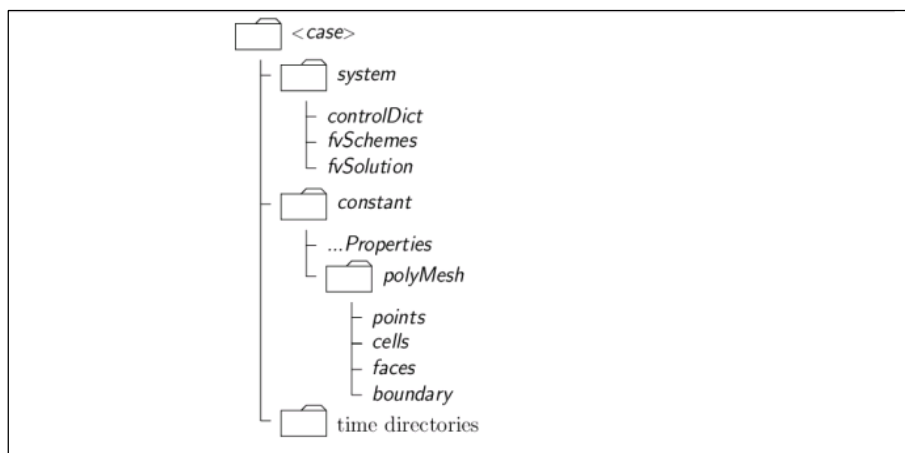 <case>
system
controlDict
fvSchemes
fvSolution
constant
...Properties
polyMesh
points
cells
faces
boundary
time directories